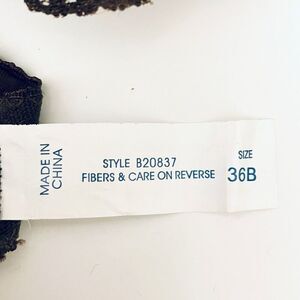 MADE IN
CHINA
STYLE B20837
FIBERS & CARE ON REVERSE
SIZE
36B